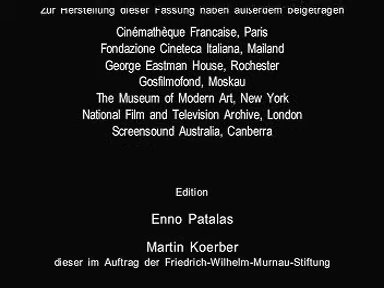 Zur Herstellung dieser Fassung haben außerdem beigetragen
Cinémathèque Francaise, Paris
Fondazione Cineteca Italiana, Mailand
George Eastman House, Rochester
Gosfilmofond, Moskau
The Museum of Modern Art, New York
National Film and Television Archive, London
Screensound Australia, Canberra
Edition
Enno Patalas
Martin Koerber
dieser im Auftrag der Friedrich-Wilhelm-Murnau-Stiftung